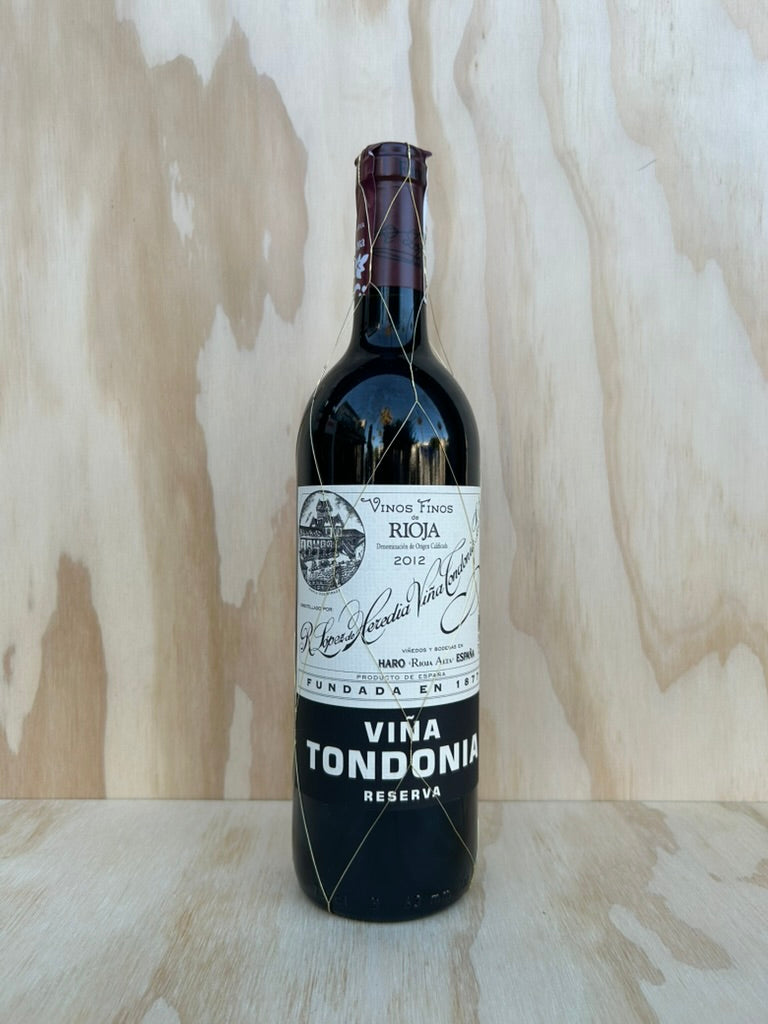 VINOS FINOS
de
RIOJA
Denominación de Origen Calificada
2012
R. López de Heredia Viña Tondonia
VIÑEDOS Y BODEGAS EN
HARO (RIOJA ALTA) ESPAÑA
PRODUCTO DE ESPAÑA
FUNDADA EN 1877
VIÑA
TONDONIA
RESERVA